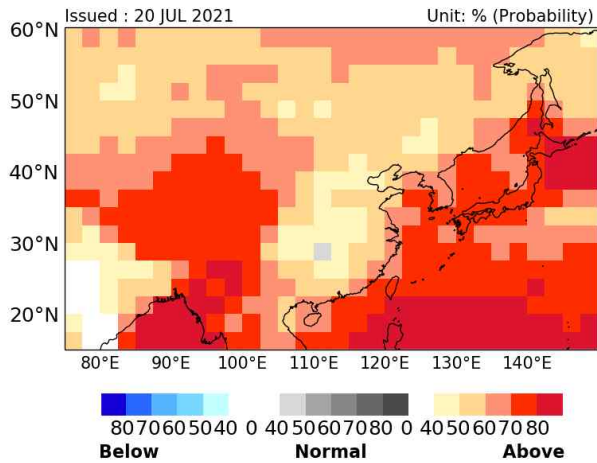 Issued : 20 JUL 2021 Unit: % (Probability)
60°N
50°N
40°N
30°N
20°N
80°E 90°E 100°E 110°E 120°E 130°E 140°E
80 70 60 50 40 0 40 50 60 70 80 0 40 50 60 70 80
Below Normal Above